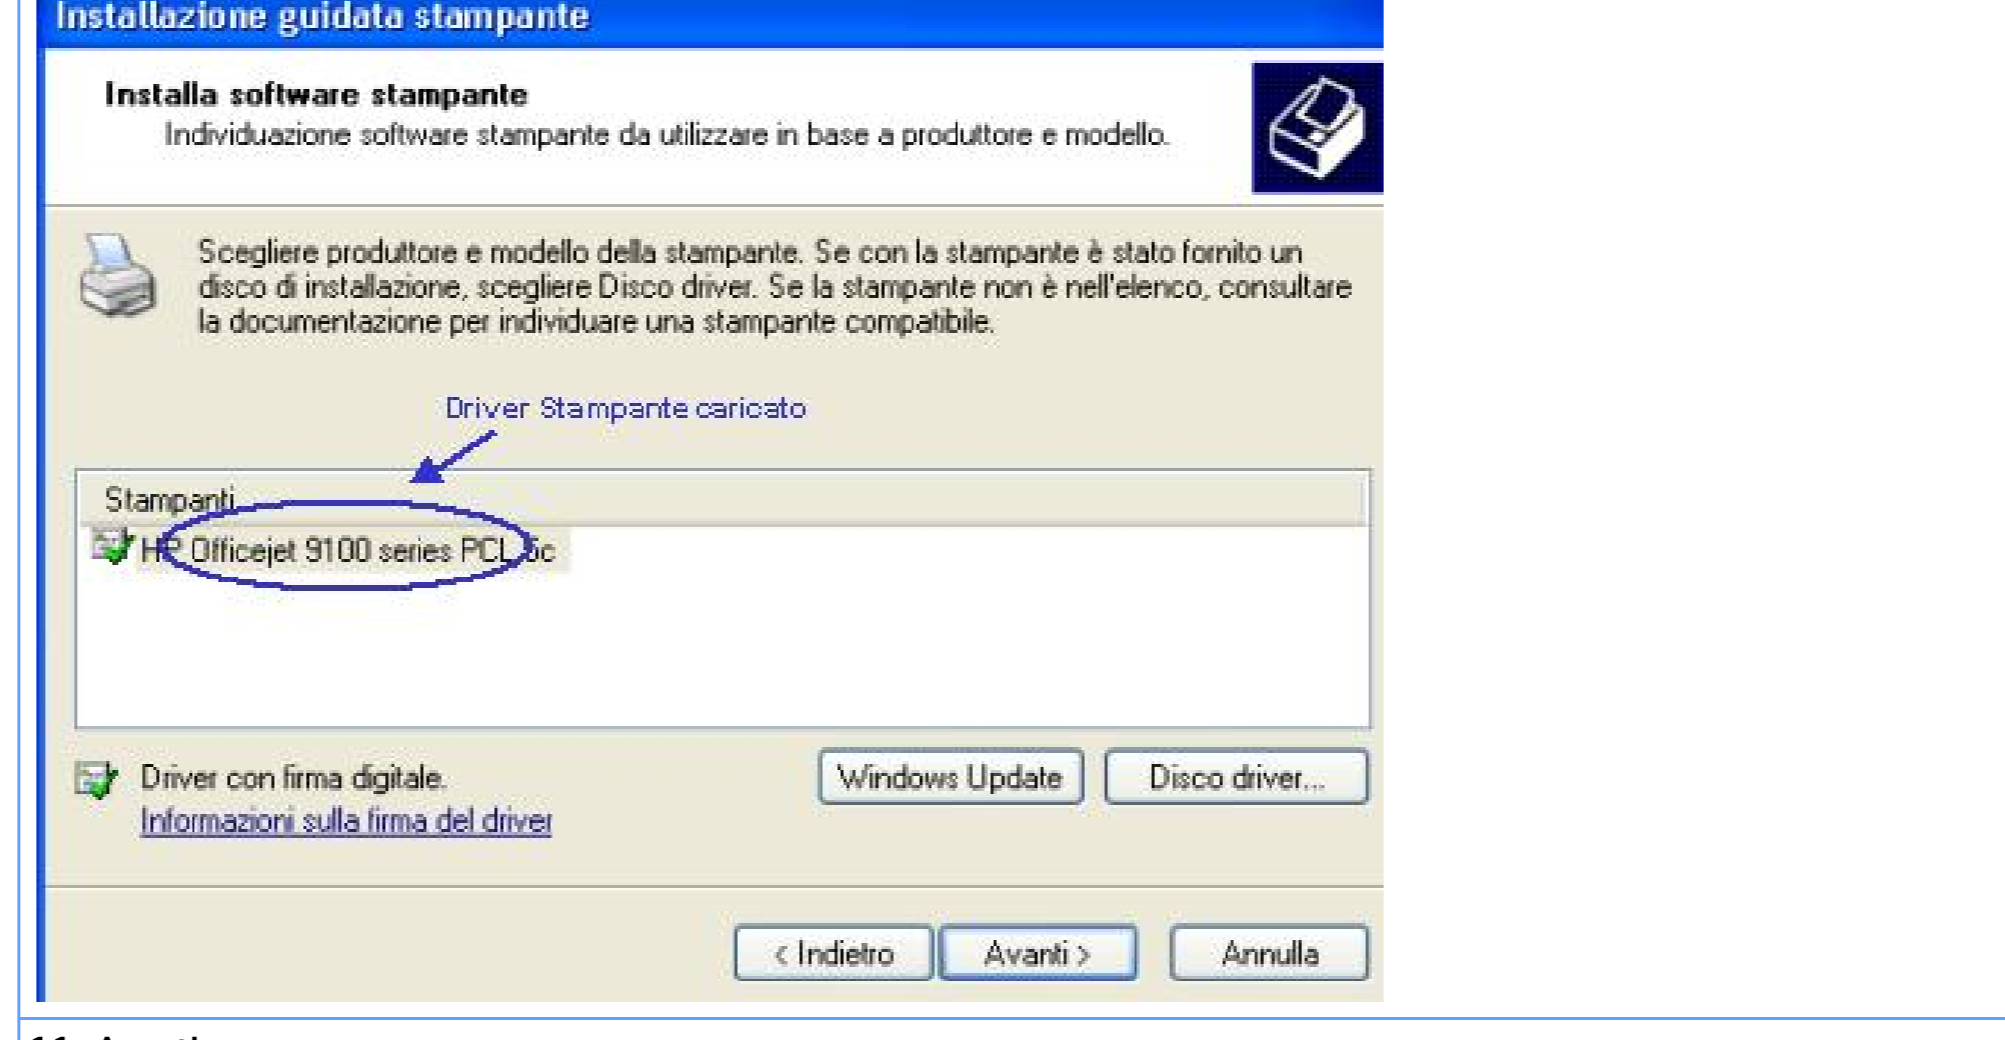 Installazione guidata stampante
Installa software stampante
Individuazione software stampante da utilizzare in base a produttore e modello.
Scegliere produttore e modello della stampante. Se con la stampante è stato fornito un
disco di installazione, scegliere Disco driver. Se la stampante non è nell'elenco, consultare
la documentazione per individuare una stampante compatibile.
Driver Stampante caricato
Stampanti
HP Officejet 9100 series PCL
Driver con firma digitale.
Windows Update
Disco driver...
Informazioni sulla firma del driver
< Indietro
Avanti >
Annulla